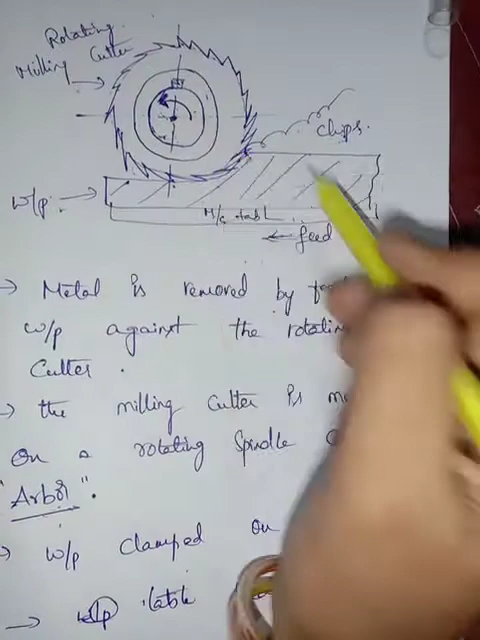 Rotating
Milling Cutter
chips.
w/p.
M/c table
feed
→ Metal is removed by
w/p against the
Cutter.
→ the milling cutter is
On a rotating Spindle
"Arbor".
w/p clamped on
→ table